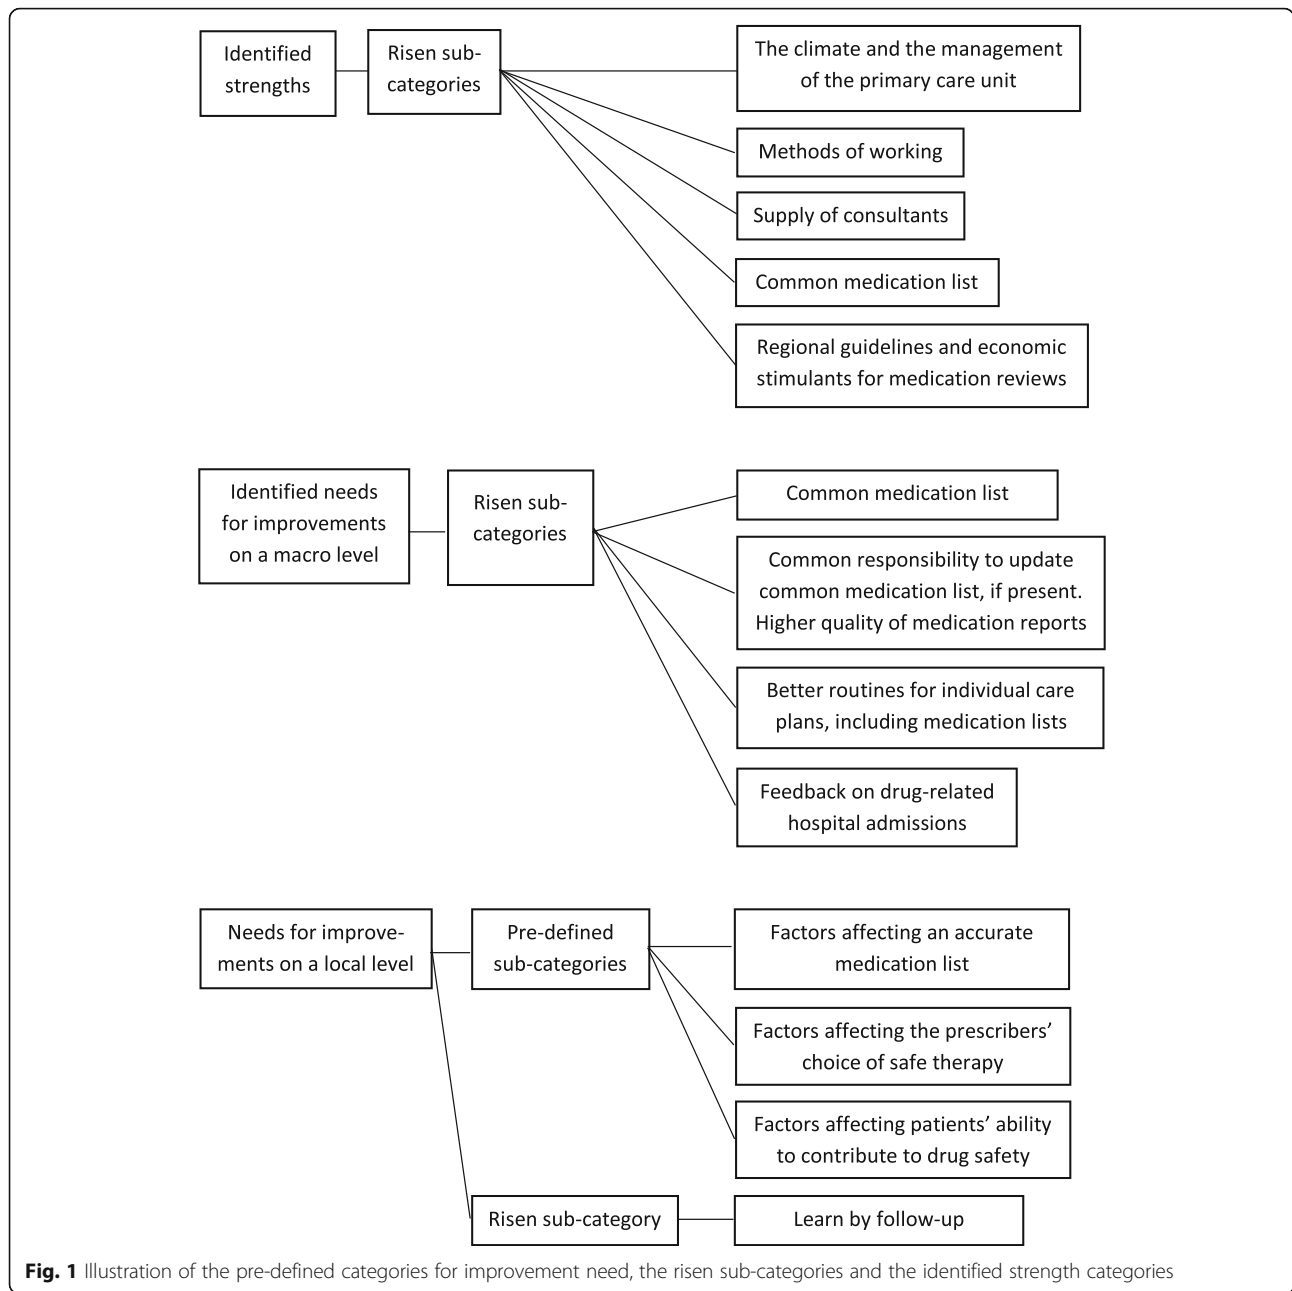 Identified
strengths
Risen sub-
categories
The climate and the management
of the primary care unit
Methods of working
Supply of consultants
Common medication list
Regional guidelines and economic
stimulants for medication reviews
Identified needs
for improvements
on a macro level
Risen sub-
categories
Common medication list
Common responsibility to update
common medication list, if present.
Higher quality of medication reports
Better routines for individual care
plans, including medication lists
Feedback on drug-related
hospital admissions
Needs for improve-
ments on a local level
Pre-defined
sub-categories
Factors affecting an accurate
medication list
Factors affecting the prescribers’
choice of safe therapy
Factors affecting patients’ ability
to contribute to drug safety
Risen sub-category
Learn by follow-up
Fig. 1 Illustration of the pre-defined categories for improvement need, the risen sub-categories and the identified strength categories